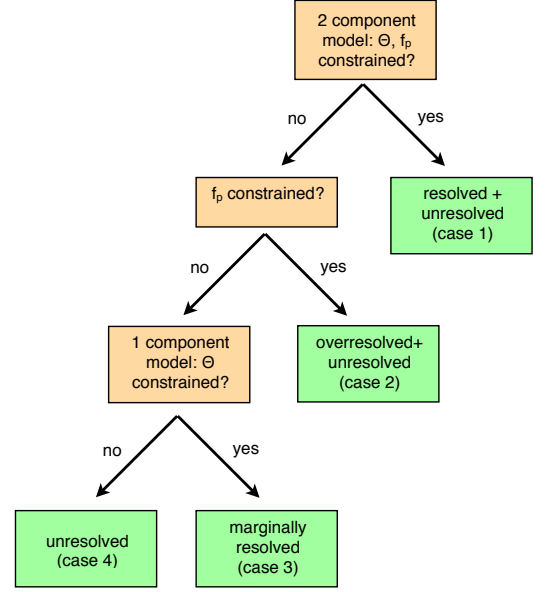 2 component
model: Θ, fₚ
constrained?
no
yes
fₚ constrained?
resolved +
unresolved
(case 1)
no
yes
1 component
model: Θ
constrained?
overresolved+
unresolved
(case 2)
no
yes
unresolved
(case 4)
marginally
resolved
(case 3)